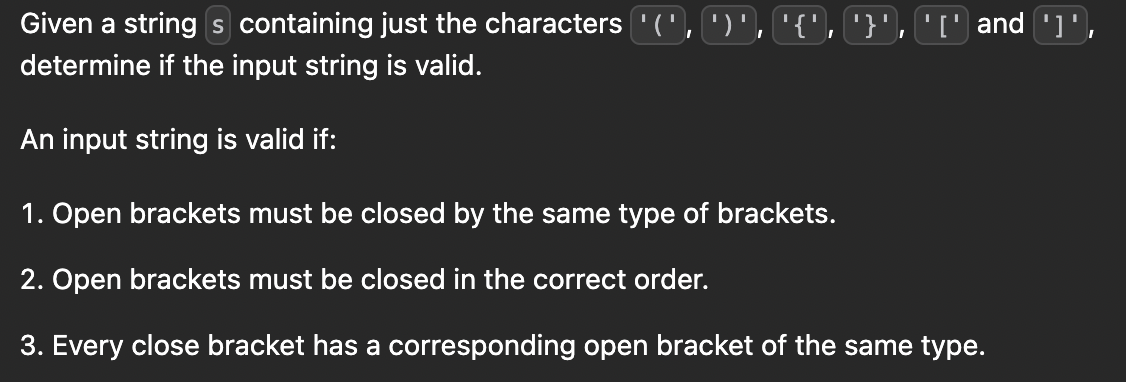 Given a string s containing just the characters '(', ')', '{', '}', '[' and ']',
determine if the input string is valid.
An input string is valid if:
1. Open brackets must be closed by the same type of brackets.
2. Open brackets must be closed in the correct order.
3. Every close bracket has a corresponding open bracket of the same type.